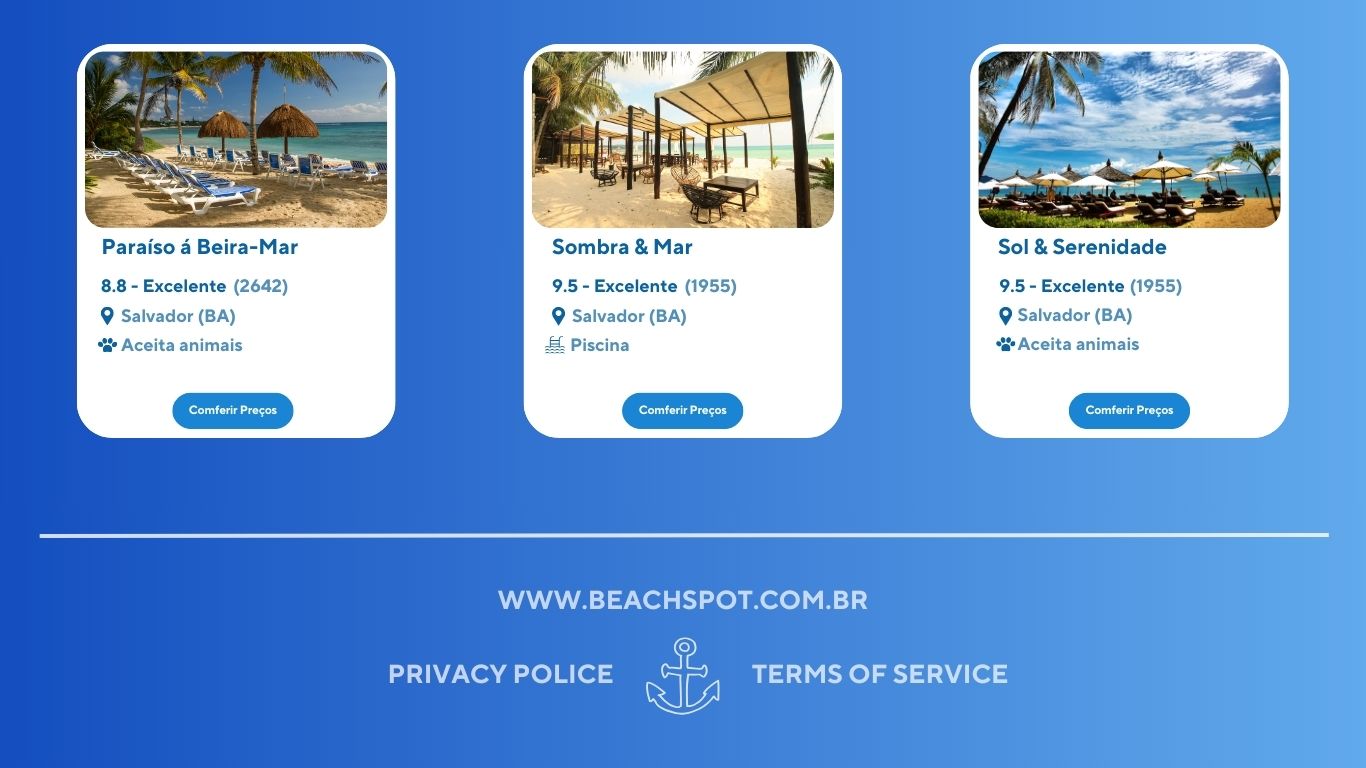 Paraíso á Beira-Mar
8.8 - Excelente (2642)
Salvador (BA)
Aceita animais
Comferir Preços
Sombra & Mar
9.5 - Excelente (1955)
Salvador (BA)
Piscina
Comferir Preços
Sol & Serenidade
9.5 - Excelente (1955)
Salvador (BA)
Aceita animais
Comferir Preços
WWW.BEACHSPOT.COM.BR
PRIVACY POLICE
TERMS OF SERVICE